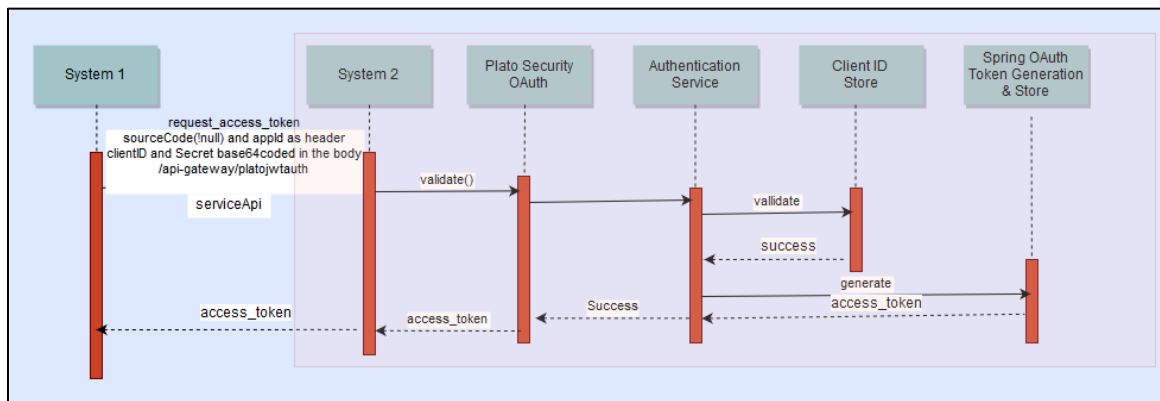 System 1
System 2
Plato Security
OAuth
Authentication
Service
Client ID
Store
Spring OAuth
Token Generation
& Store
request_access_token
sourceCode(!null) and appId as header
clientID and Secret base64coded in the body
/api-gateway/platojwtauth
serviceApi
validate()
vallidate
success
generate
access_token
Success
access_token
access_token